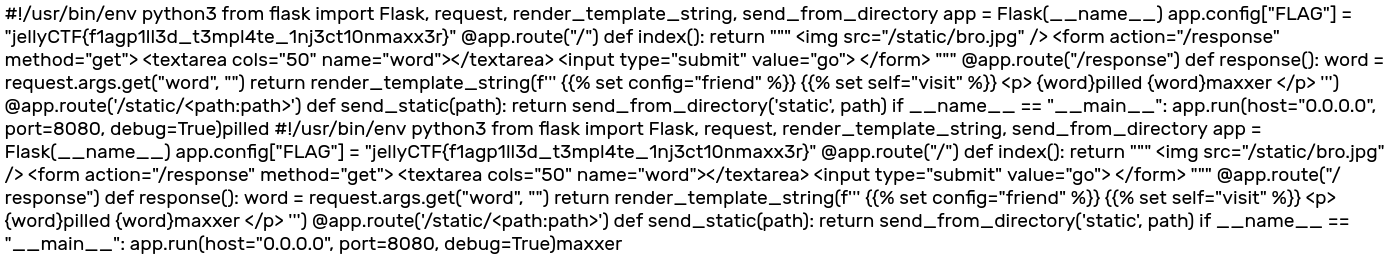 #!/usr/bin/env python3 from flask import Flask, request, render_template_string, send_from_directory app = Flask(__name__) app.config["FLAG"] =
"jellyCTF{f1agp1ll3d_t3mpl4te_1nj3ct10nmaxx3r}" @app.route("/") def index(): return """ <img src="/static/bro.jpg" /> <form action="/response"
method="get"> <textarea cols="50" name="word"></textarea> <input type="submit" value="go"> </form> """ @app.route("/response") def response(): word =
request.args.get("word", "") return render_template_string(f''' {{% set config="friend" %}} {{% set self="visit" %}} <p> {word}pilled {word}maxxer </p> ''')
@app.route('/static/<path:path>') def send_static(path): return send_from_directory('static', path) if __name__ == "__main__": app.run(host="0.0.0.0",
port=8080, debug=True)pilled #!/usr/bin/env python3 from flask import Flask, request, render_template_string, send_from_directory app =
Flask(__name__) app.config["FLAG"] = "jellyCTF{f1agp1ll3d_t3mpl4te_1nj3ct10nmaxx3r}" @app.route("/") def index(): return """ <img src="/static/bro.jpg"
/> <form action="/response" method="get"> <textarea cols="50" name="word"></textarea> <input type="submit" value="go"> </form> """ @app.route("/
response") def response(): word = request.args.get("word", "") return render_template_string(f''' {{% set config="friend" %}} {{% set self="visit" %}} <p>
{word}pilled {word}maxxer </p> ''') @app.route('/static/<path:path>') def send_static(path): return send_from_directory('static', path) if __name__ ==
"__main__": app.run(host="0.0.0.0", port=8080, debug=True)maxxer